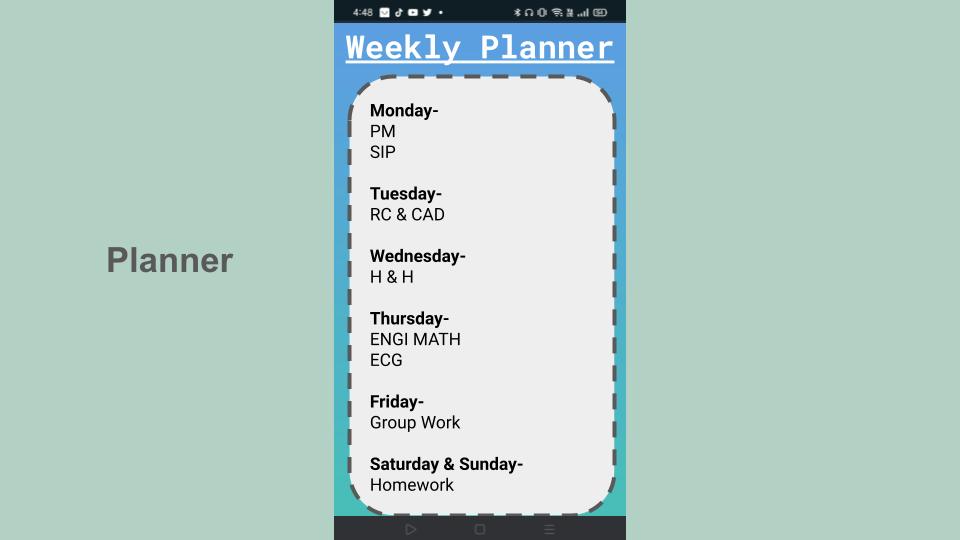 Planner
4:48
Weekly Planner
Monday-
PM
SIP
Tuesday-
RC & CAD
Wednesday-
H & H
Thursday-
ENGI MATH
ECG
Friday-
Group Work
Saturday & Sunday-
Homework